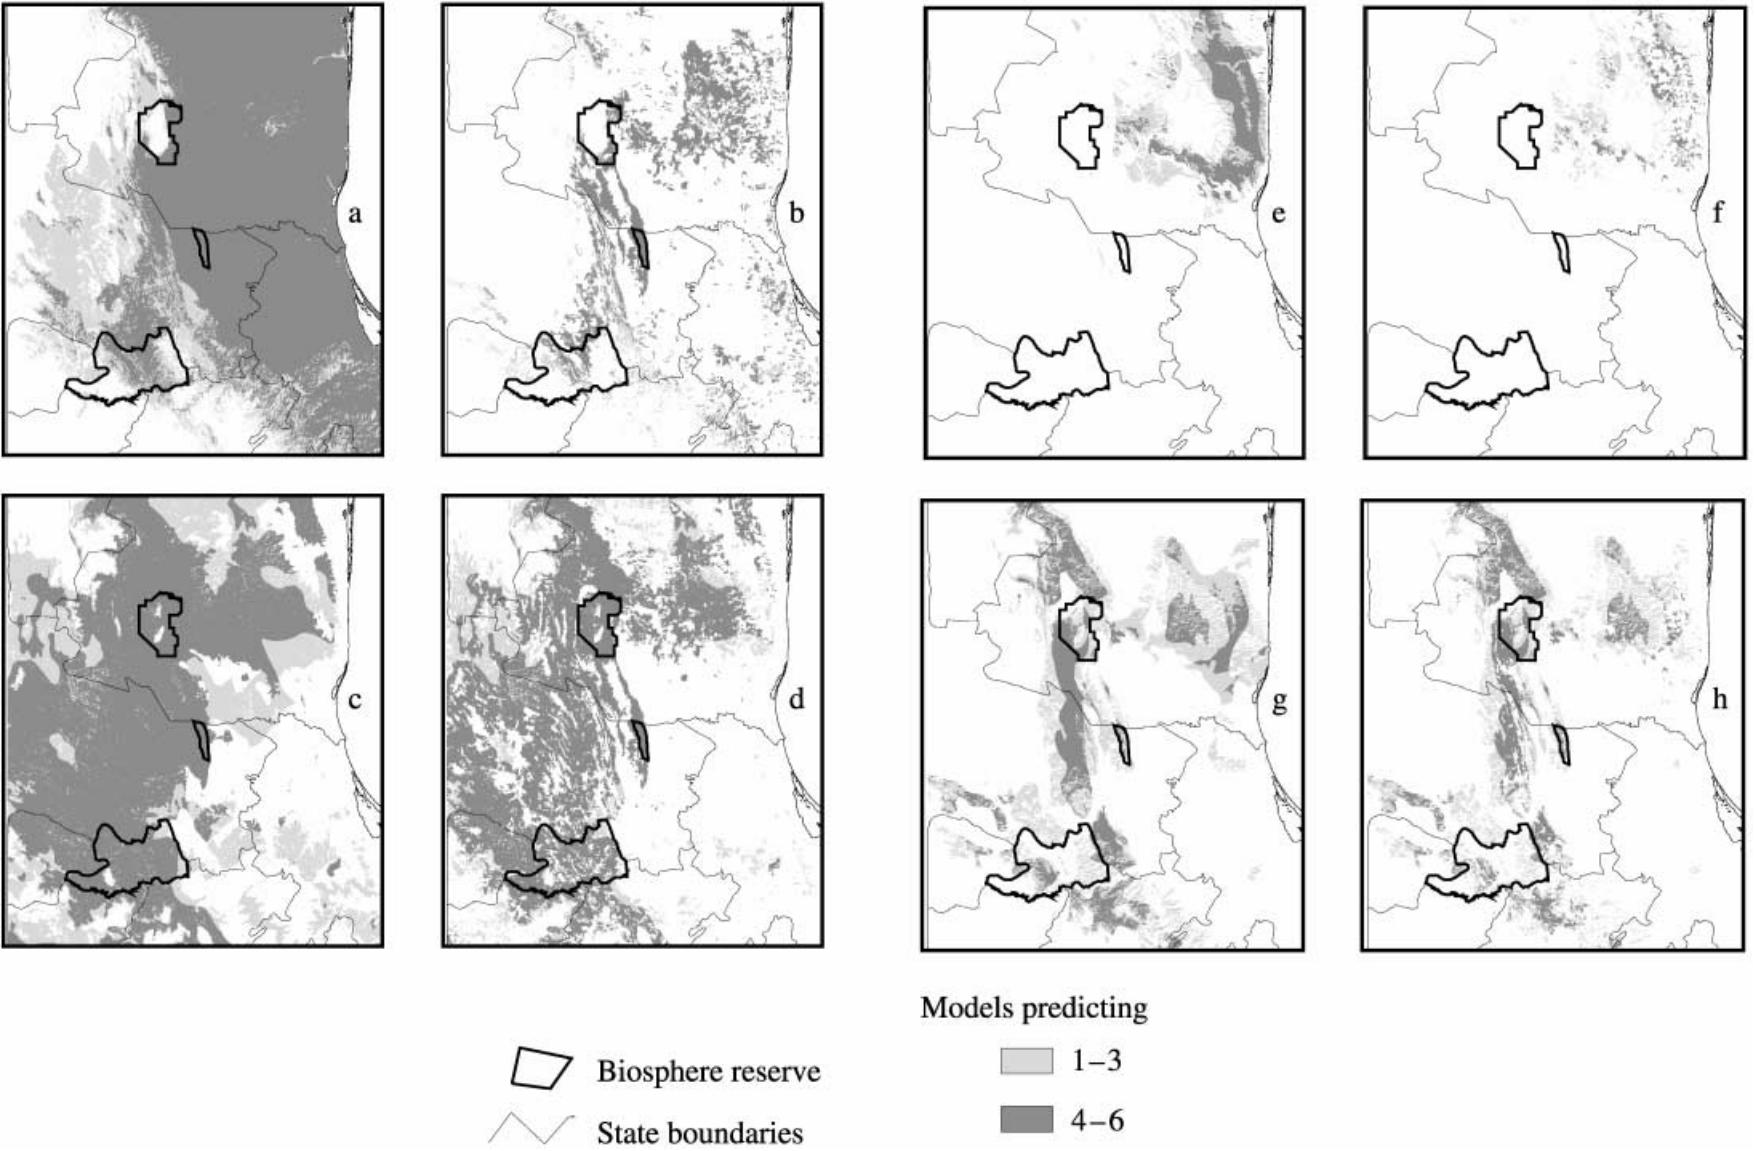 a
b
e
f
c
d
g
h
Models predicting
1–3
Biosphere reserve
4–6
State boundaries